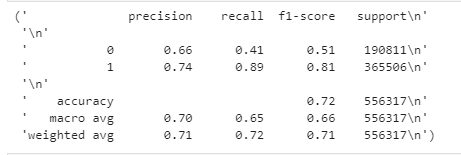 ('              precision    recall  f1-score   support\n'
 '\n'
 '           0       0.66      0.41      0.51    190811\n'
 '           1       0.74      0.89      0.81    365506\n'
 '\n'
 '    accuracy                           0.72    556317\n'
 '   macro avg       0.70      0.65      0.66    556317\n'
 'weighted avg       0.71      0.72      0.71    556317\n')